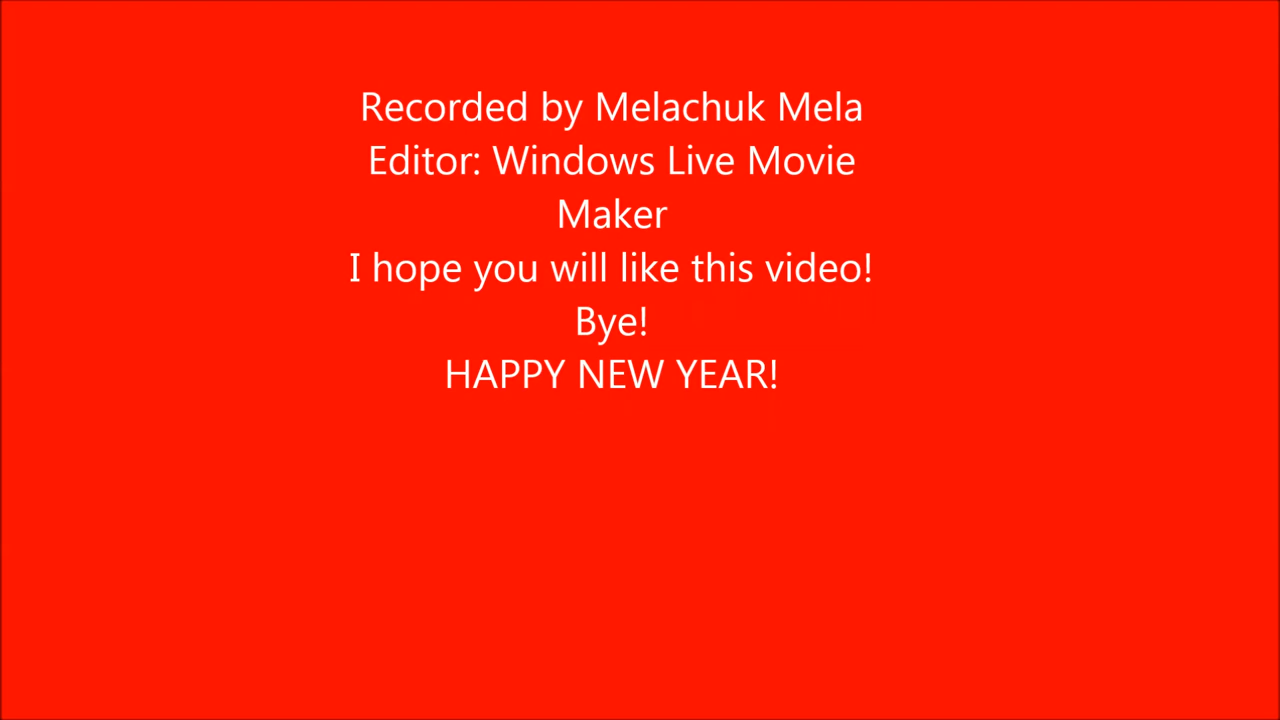 Recorded by Melachuk Mela
Editor: Windows Live Movie
Maker
I hope you will like this video!
Bye!
HAPPY NEW YEAR!